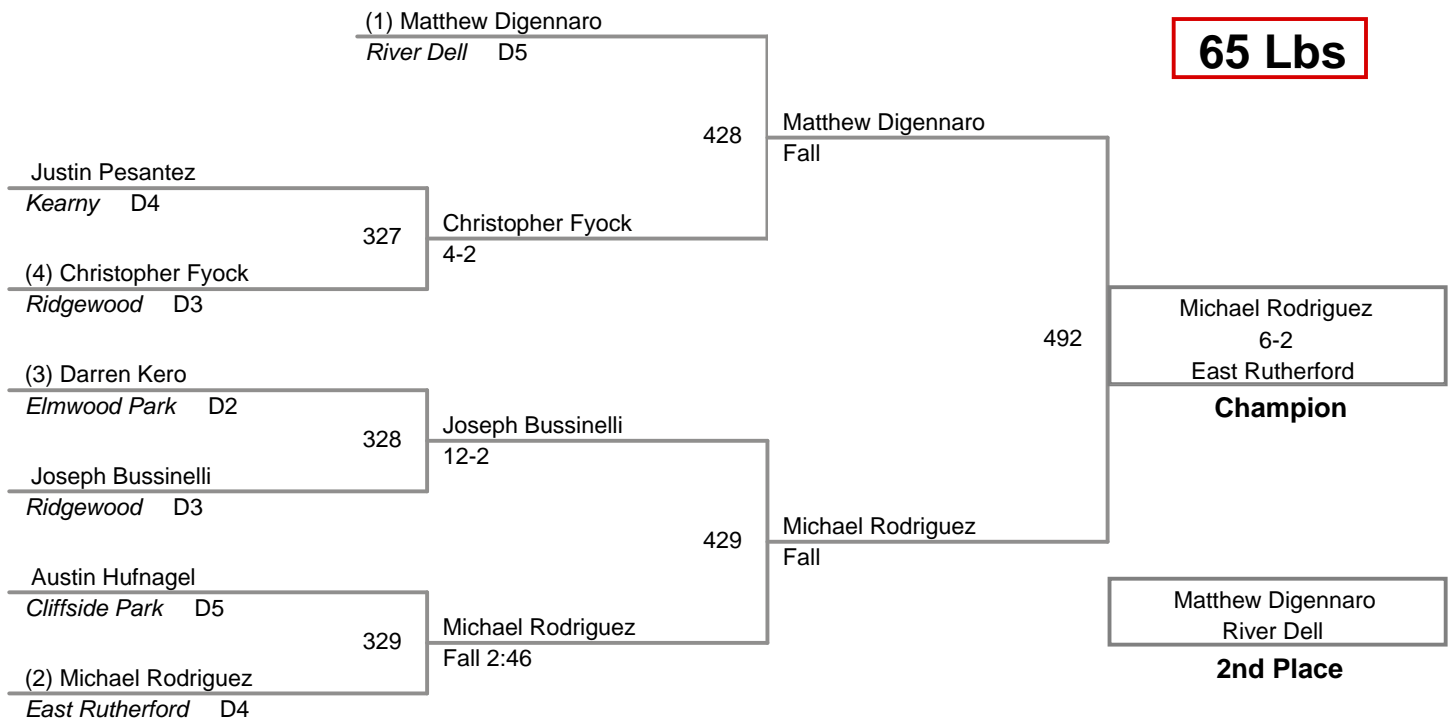 (1) Matthew Digennaro
River Dell D5
65 Lbs
428
Matthew Digennaro
Fall
Justin Pesantez
Kearny D4
327
Christopher Fyock
4-2
(4) Christopher Fyock
Ridgewood D3
492
Michael Rodriguez
6-2
East Rutherford
Champion
(3) Darren Kero
Elmwood Park D2
328
Joseph Bussinelli
12-2
Joseph Bussinelli
Ridgewood D3
429
Michael Rodriguez
Fall
Austin Hufnagel
Cliffside Park D5
329
Michael Rodriguez
Fall 2:46
(2) Michael Rodriguez
East Rutherford D4
Matthew Digennaro
River Dell
2nd Place